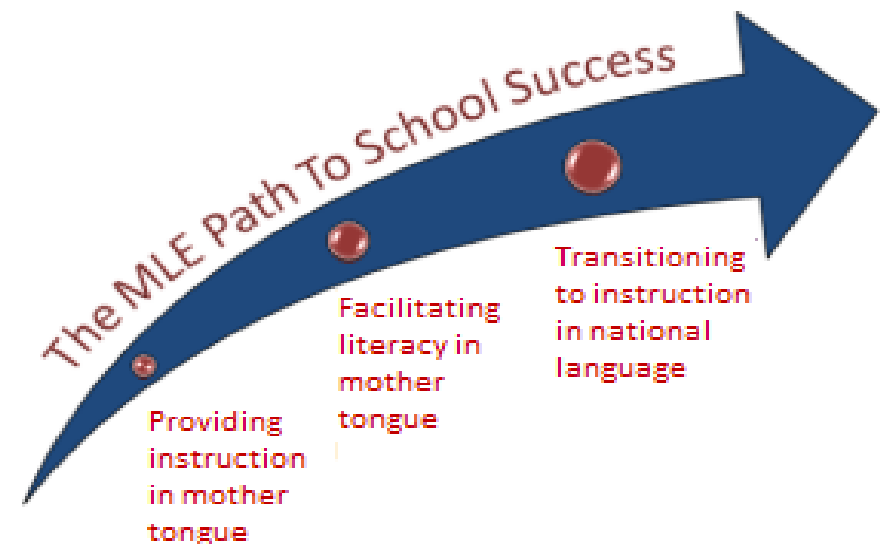 The MLE Path To School Success
Providing
instruction
in mother
tongue
Facilitating
literacy in
mother
tongue
Transitioning
to instruction
in national
language